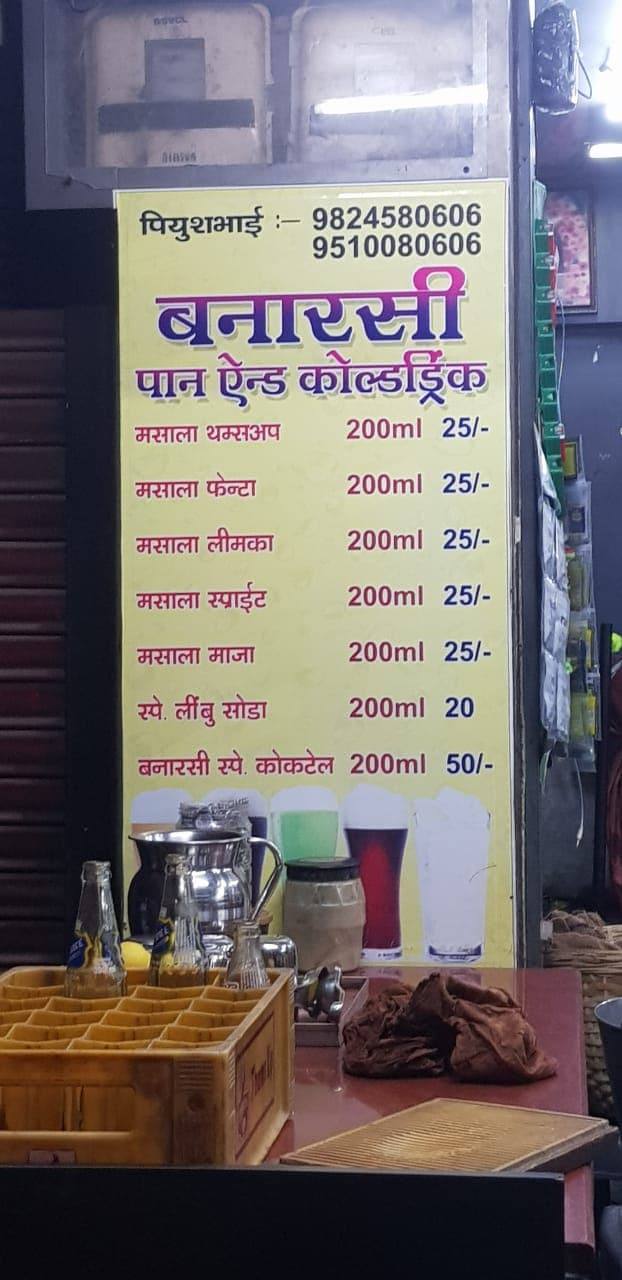 पियुशभाई :– 9824580606
9510080606
बनारसी
पान ऐन्ड कोल्डड्रिंक
मसाला थम्सअप 200ml 25/-
मसाला फेन्टा 200ml 25/-
मसाला लीमका 200ml 25/-
मसाला स्प्राईट 200ml 25/-
मसाला माजा 200ml 25/-
स्पे. लींबु सोडा 200ml 20
बनारसी स्पे. कोकटेल 200ml 50/-